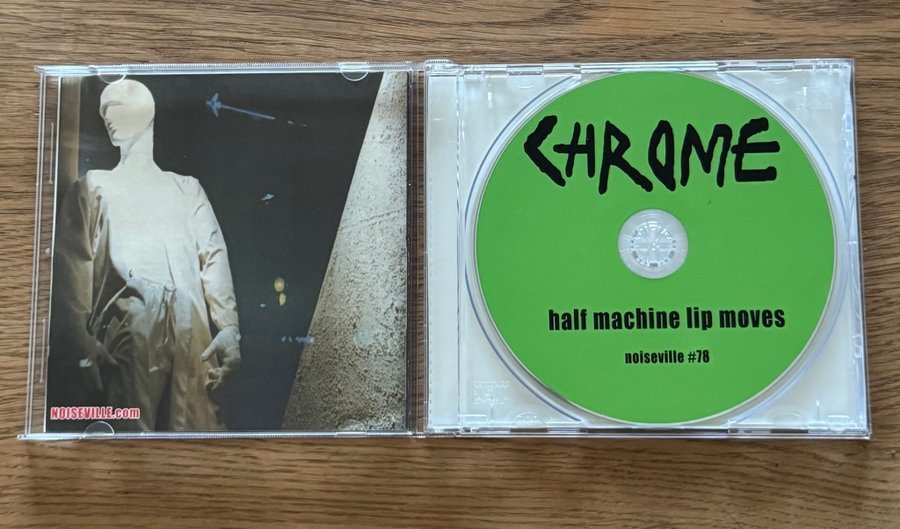 NOISEVILLE.com
CHROME
half machine lip moves
noiseville #78